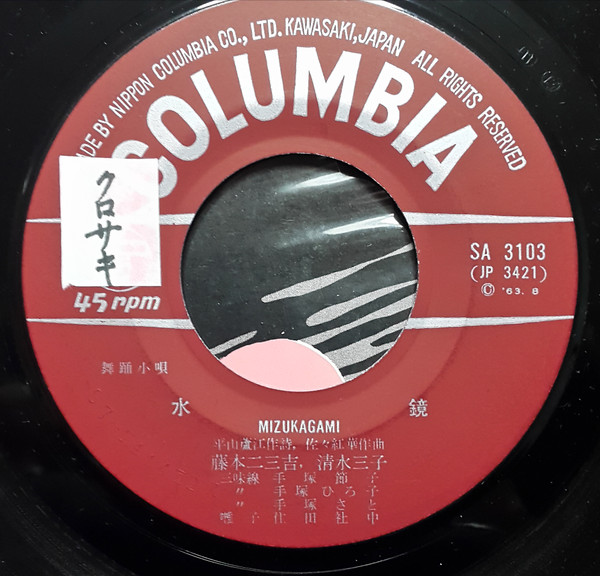 MADE BY NIPPON COLUMBIA CO., LTD. KAWASAKI, JAPAN ALL RIGHTS RESERVED
COLUMBIA
クロサキ
45 rpm
SA 3103
(JP 3421)
Ⓒ '63. 8
舞踊小唄
水鏡
MIZUKAGAMI
平山蘆江作詩, 佐々紅華作曲
藤本二三吉, 清水三子
三味線 手塚節子
〃 手塚ひろ子
〃 手塚さと
囃子 仕田社中